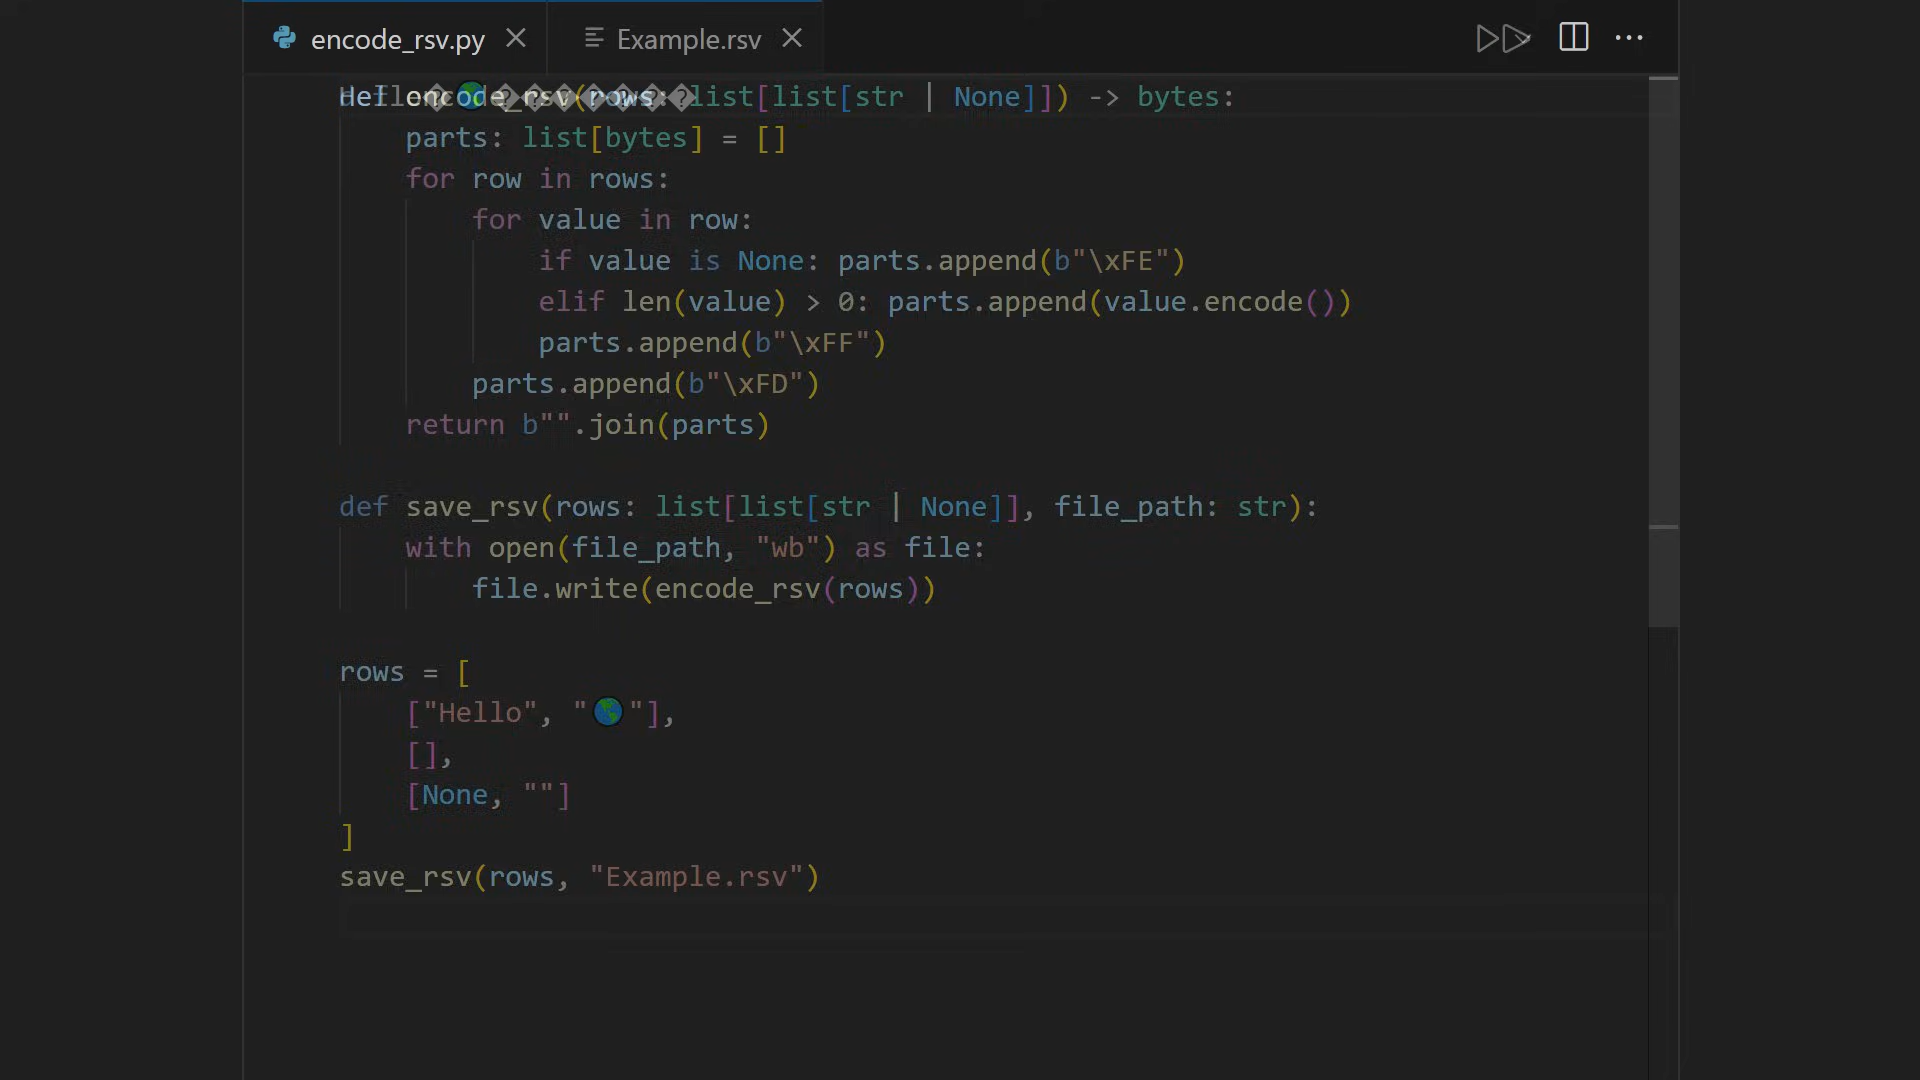 encode_rsv.py Example.rsv
def encode_rsv(rows: list[list[str | None]]) -> bytes:
    parts: list[bytes] = []
    for row in rows:
        for value in row:
            if value is None: parts.append(b"\xFE")
            elif len(value) > 0: parts.append(value.encode())
            parts.append(b"\xFF")
        parts.append(b"\xFD")
    return b"".join(parts)
def save_rsv(rows: list[list[str | None]], file_path: str):
    with open(file_path, "wb") as file:
        file.write(encode_rsv(rows))
rows = [
    ["Hello", "🌎"],
    [],
    [None, ""]
]
save_rsv(rows, "Example.rsv")